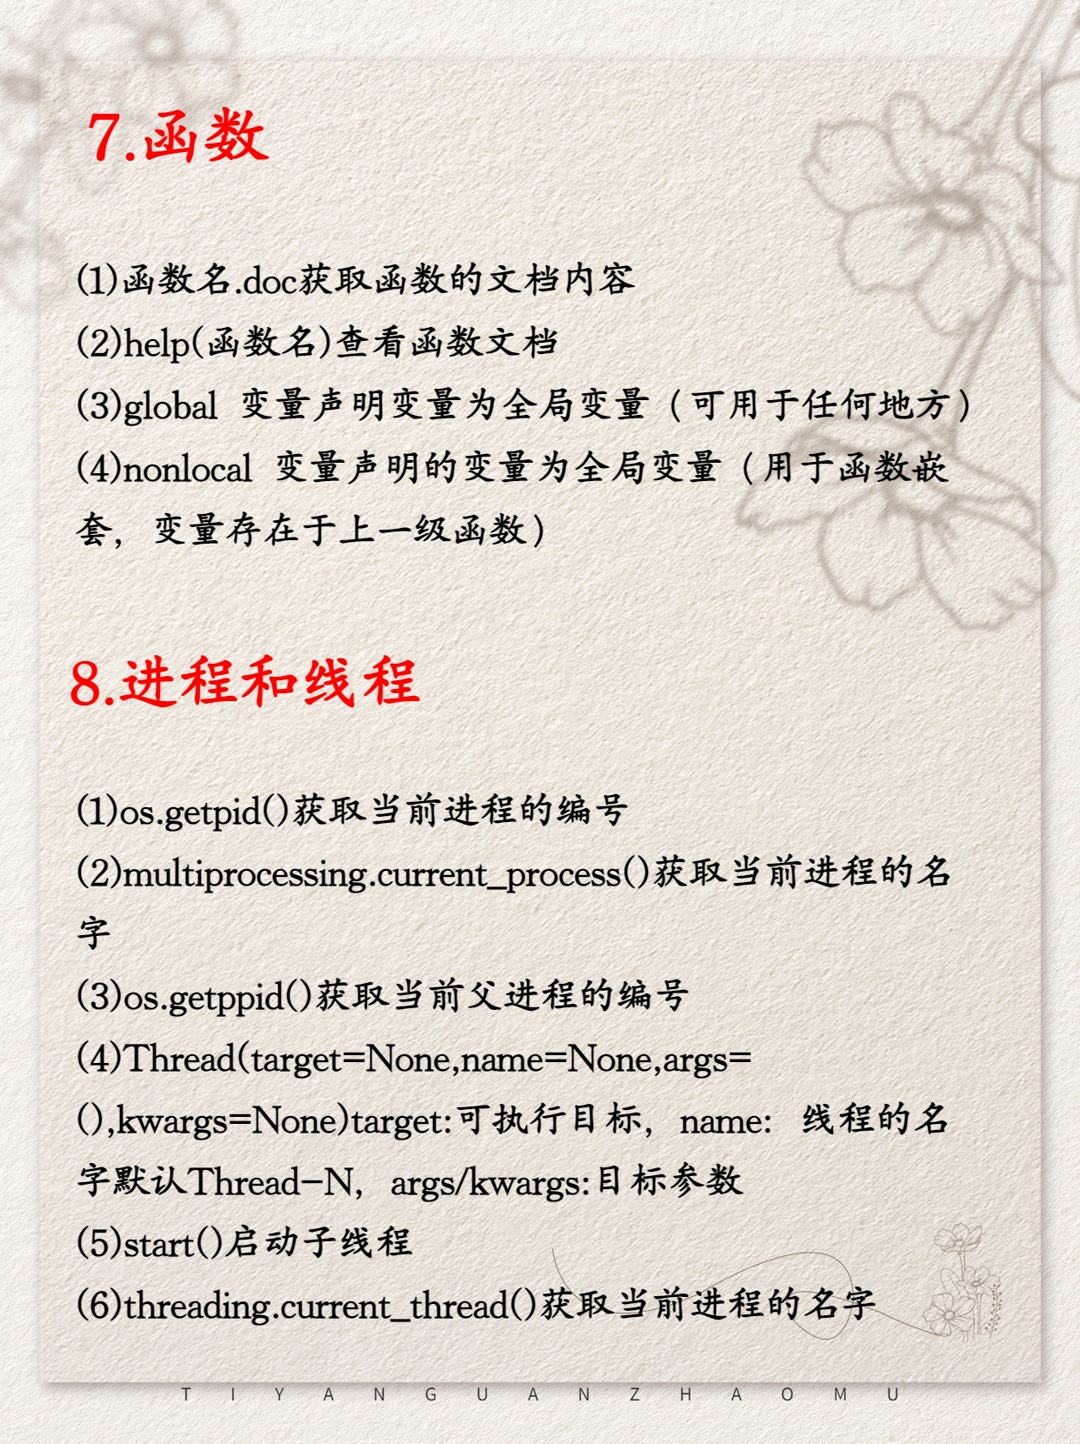 7.函数
(1)函数名.doc获取函数的文档内容
(2)help(函数名)查看函数文档
(3)global 变量声明变量为全局变量（可用于任何地方）
(4)nonlocal 变量声明的变量为全局变量（用于函数嵌
套，变量存在于上一级函数）
8.进程和线程
(1)os.getpid()获取当前进程的编号
(2)multiprocessing.current_process()获取当前进程的名
字
(3)os.getppid()获取当前父进程的编号
(4)Thread(target=None,name=None,args=
(),kwargs=None)target:可执行目标，name：线程的名
字默认Thread-N，args/kwargs:目标参数
(5)start()启动子线程
(6)threading.current_thread()获取当前进程的名字
TIYANGUANZHAOMU